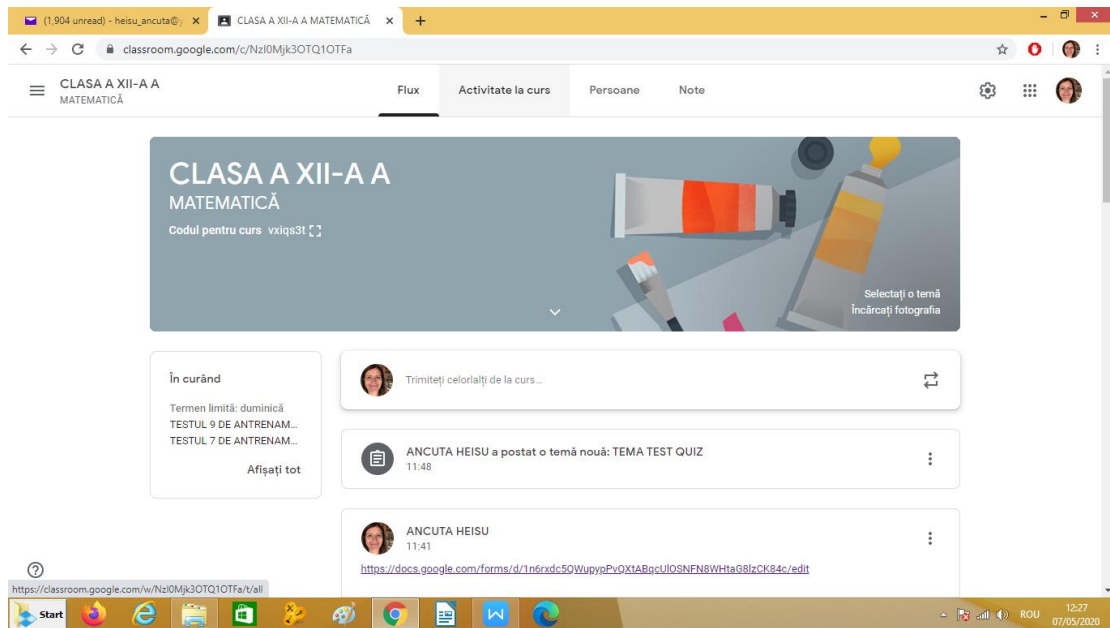 (1,904 unread) - heisu_ancuta@y
CLASA A XII-A A MATEMATICĂ
classroom.google.com/c/NzI0Mjk3OTQ1OTFa
CLASA A XII-A A
MATEMATICĂ
Flux
Activitate la curs
Persoane
Note
CLASA A XII-A A
MATEMATICĂ
Codul pentru curs vxiqs3t
Selectați o temă
Încărcați fotografia
În curând
Termen limită: duminică
TESTUL 9 DE ANTRENAM...
TESTUL 7 DE ANTRENAM...
Afișați tot
Trimiteți celorlalți de la curs...
ANCUTA HEISU a postat o temă nouă: TEMA TEST QUIZ
11:48
ANCUTA HEISU
11:41
https://docs.google.com/forms/d/1n6rxdc5QWupypPvQXtABqcUlOSNFN8WHtaG8lzCK84c/edit
https://classroom.google.com/w/NzI0Mjk3OTQ1OTFa/t/all
Start
ROU
12:27
07/05/2020